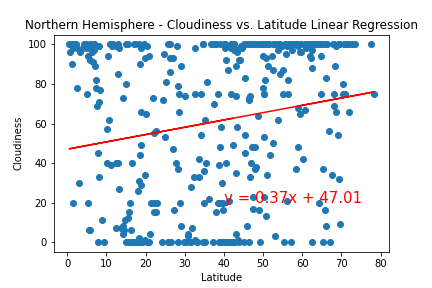 Northern Hemisphere - Cloudiness vs. Latitude Linear Regression
100
80
60
40
20
0
Cloudiness
y = 0.37x + 47.01
0 10 20 30 40 50 60 70 80
Latitude